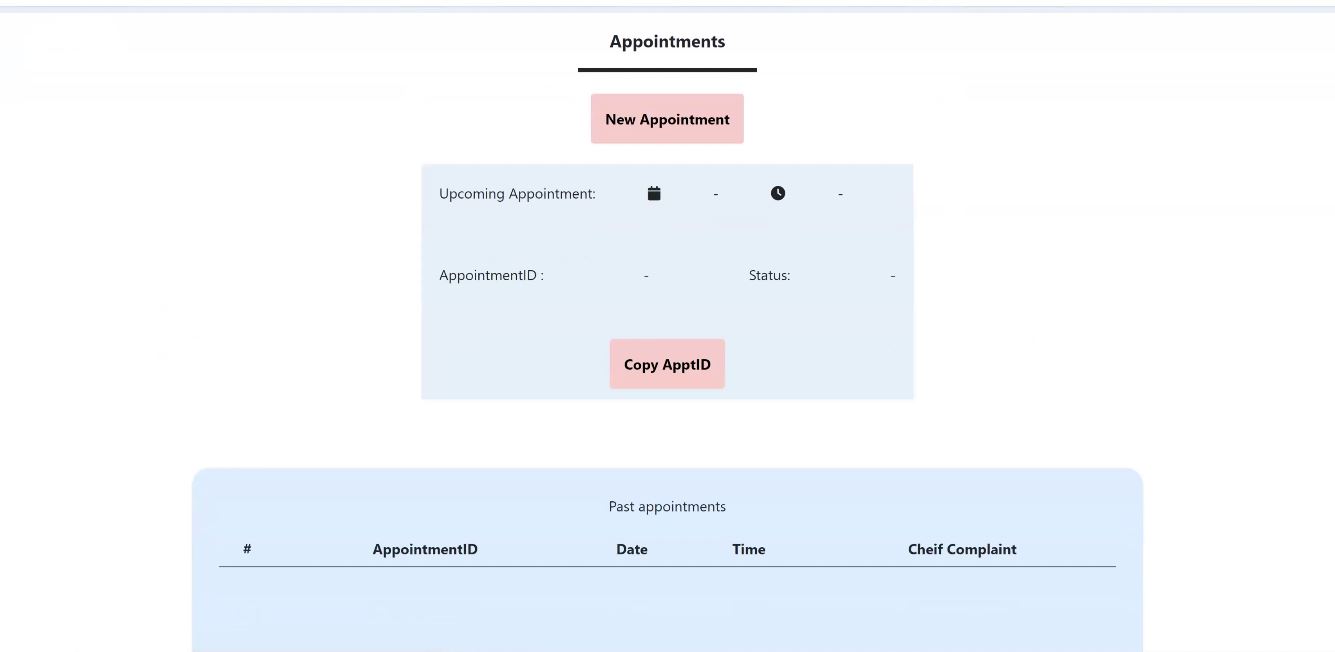 Appointments
New Appointment
Upcoming Appointment: - -
AppointmentID : - Status: -
Copy ApptID
Past appointments
# AppointmentID Date Time Cheif Complaint